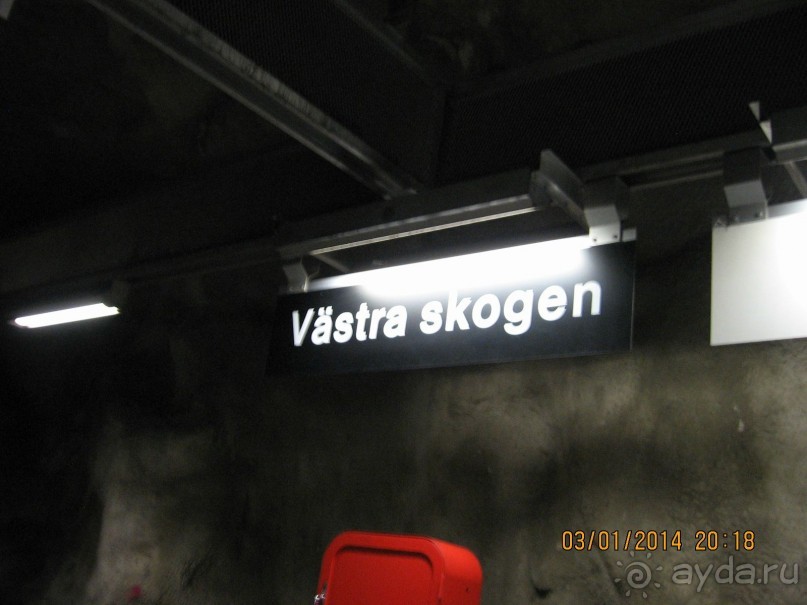 Västra skogen
03/01/2014 20:18
ayda.ru